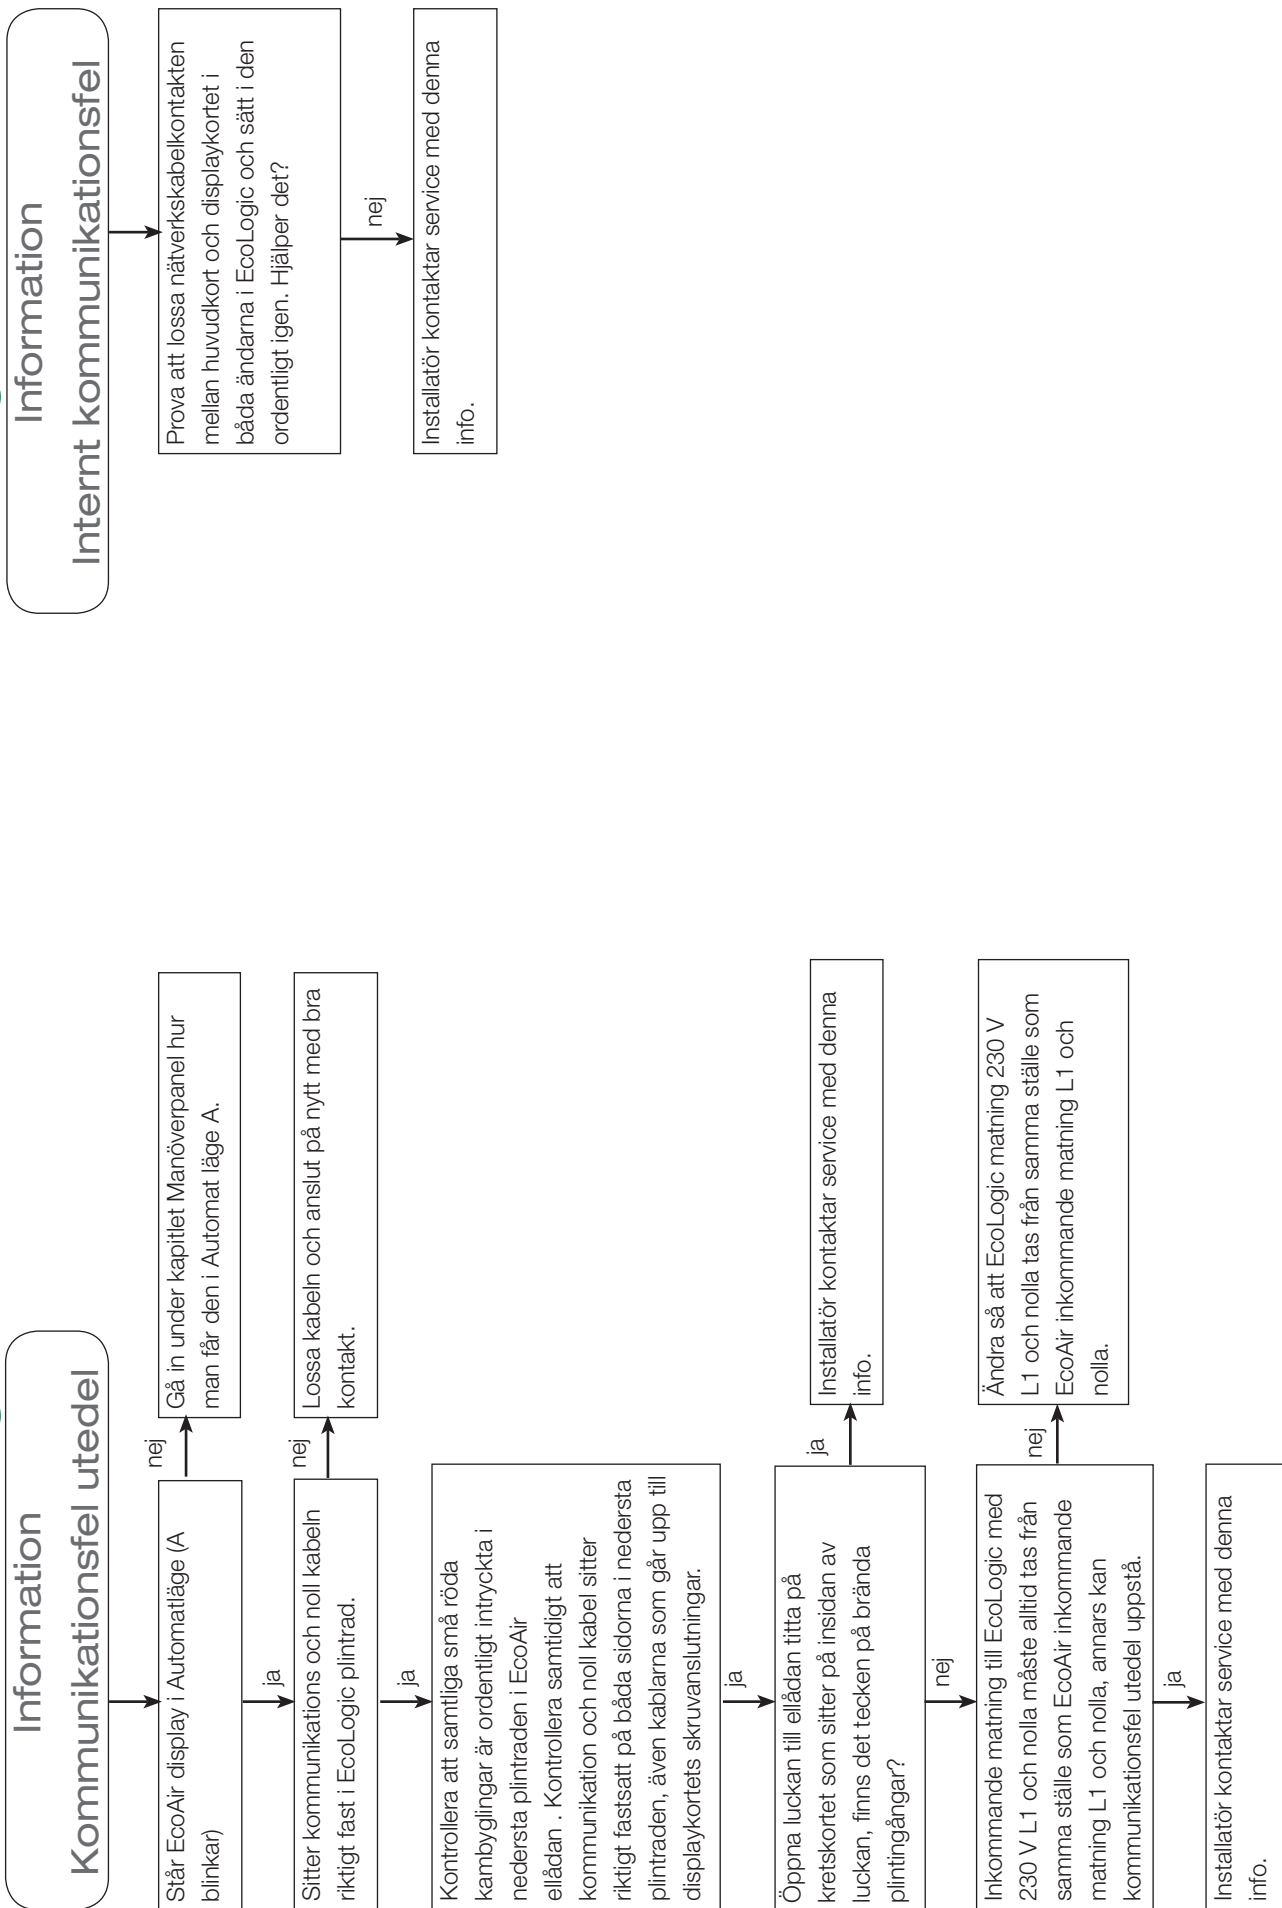 Information
Kommunikationsfel utedel
Står EcoAir display i Automatläge (A
blinkar)
nej
Gå in under kapitlet Manöverpanel hur
man får den i Automat läge A.
ja
Sitter kommunikations och noll kabeln
riktigt fast i EcoLogic plintrad.
nej
Lossa kabeln och anslut på nytt med bra
kontakt.
ja
Kontrollera att samtliga små röda
kambyglingar är ordentligt intryckta i
nedersta plintraden i EcoAir
ellådan . Kontrollera samtidigt att
kommunikation och noll kabel sitter
riktigt fastsatt på båda sidorna i nedersta
plintraden, även kablarna som går upp till
displaykortets skruvanslutningar.
ja
Öppna luckan till ellådan titta på
kretskortet som sitter på insidan av
luckan, finns det tecken på brända
plintingångar?
ja
Installatör kontaktar service med denna
info.
nej
Inkommande matning till EcoLogic med
230 V L1 och nolla måste alltid tas från
samma ställe som EcoAir inkommande
matning L1 och nolla, annars kan
kommunikationsfel utedel uppstå.
nej
Ändra så att EcoLogic matning 230 V
L1 och nolla tas från samma ställe som
EcoAir inkommande matning L1 och
nolla.
ja
Installatör kontaktar service med denna
info.
Information
Internt kommunikationsfel
Prova att lossa nätverkskabelkontakten
mellan huvudkort och displaykortet i
båda ändarna i EcoLogic och sätt i den
ordentligt igen. Hjälper det?
nej
Installatör kontaktar service med denna
info.